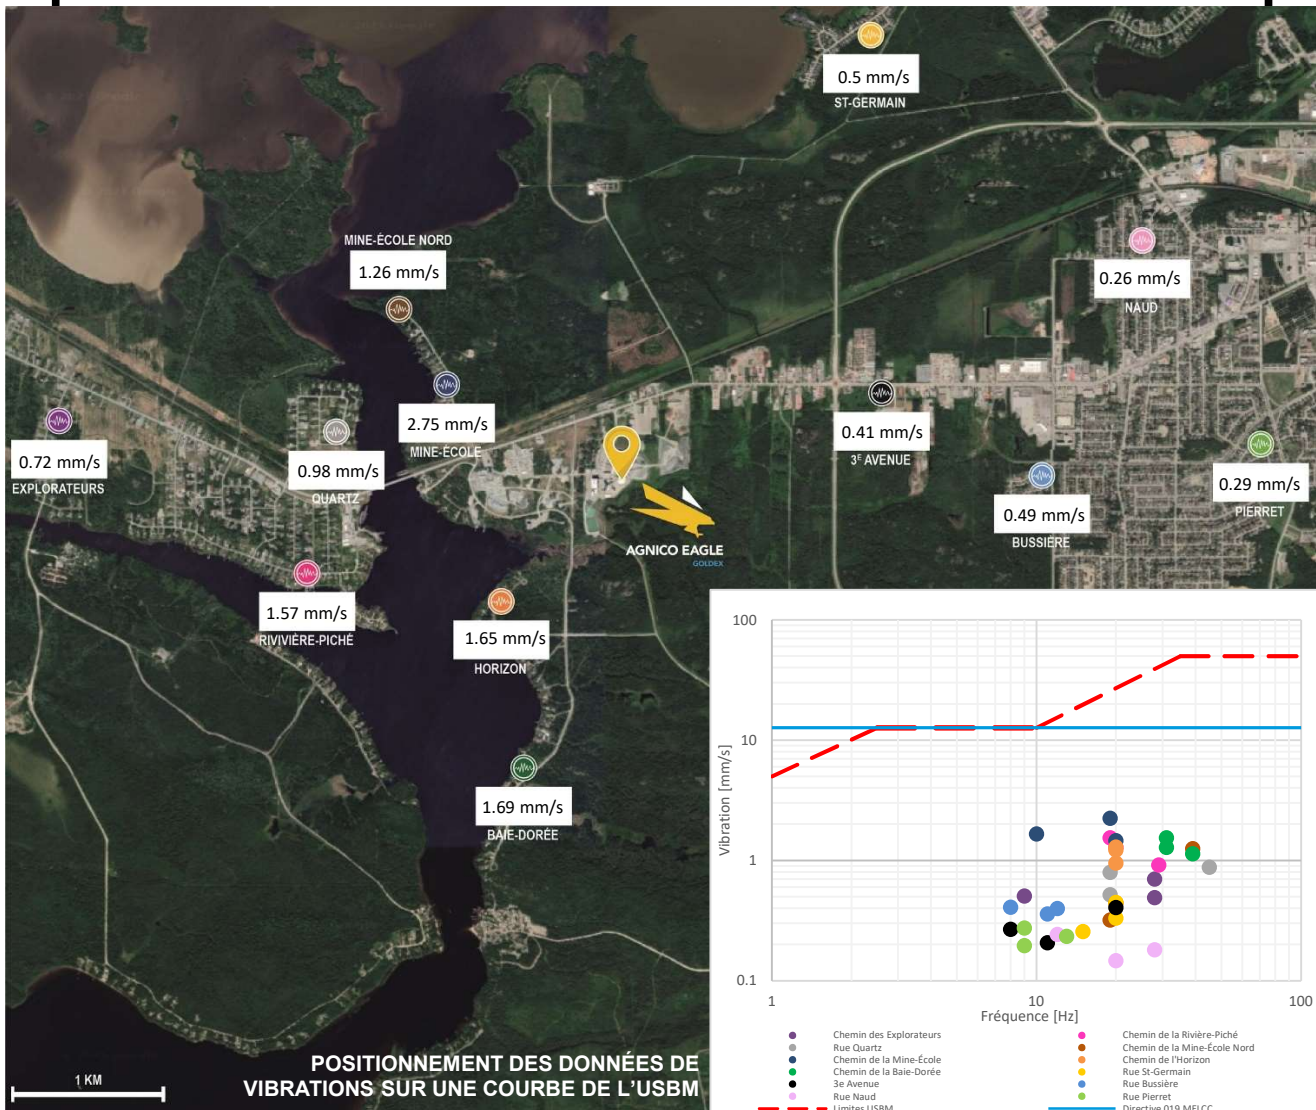 0.5 mm/s
ST-GERMAIN
MINE-ÉCOLE NORD
1.26 mm/s
0.26 mm/s
NAUD
2.75 mm/s
MINE-ÉCOLE
0.41 mm/s
3E AVENUE
0.72 mm/s
EXPLORATEURS
0.98 mm/s
QUARTZ
0.29 mm/s
PIERRET
0.49 mm/s
BUSSIÈRE
AGNICO EAGLE
GOLDEX
1.57 mm/s
RIVIVIÈRE-PICHÉ
1.65 mm/s
HORIZON
1.69 mm/s
BAIE-DORÉE
100
10
1
0.1
Vibration [mm/s]
1
10
100
Fréquence [Hz]
Chemin des Explorateurs
Chemin de la Rivière-Piché
Rue Quartz
Chemin de la Mine-École Nord
Chemin de la Mine-École
Chemin de l'Horizon
Chemin de la Baie-Dorée
Rue St-Germain
3e Avenue
Rue Bussière
Rue Naud
Rue Pierret
Limites USBM
Directive 019 MELCC
POSITIONNEMENT DES DONNÉES DE
VIBRATIONS SUR UNE COURBE DE L'USBM
1 KM